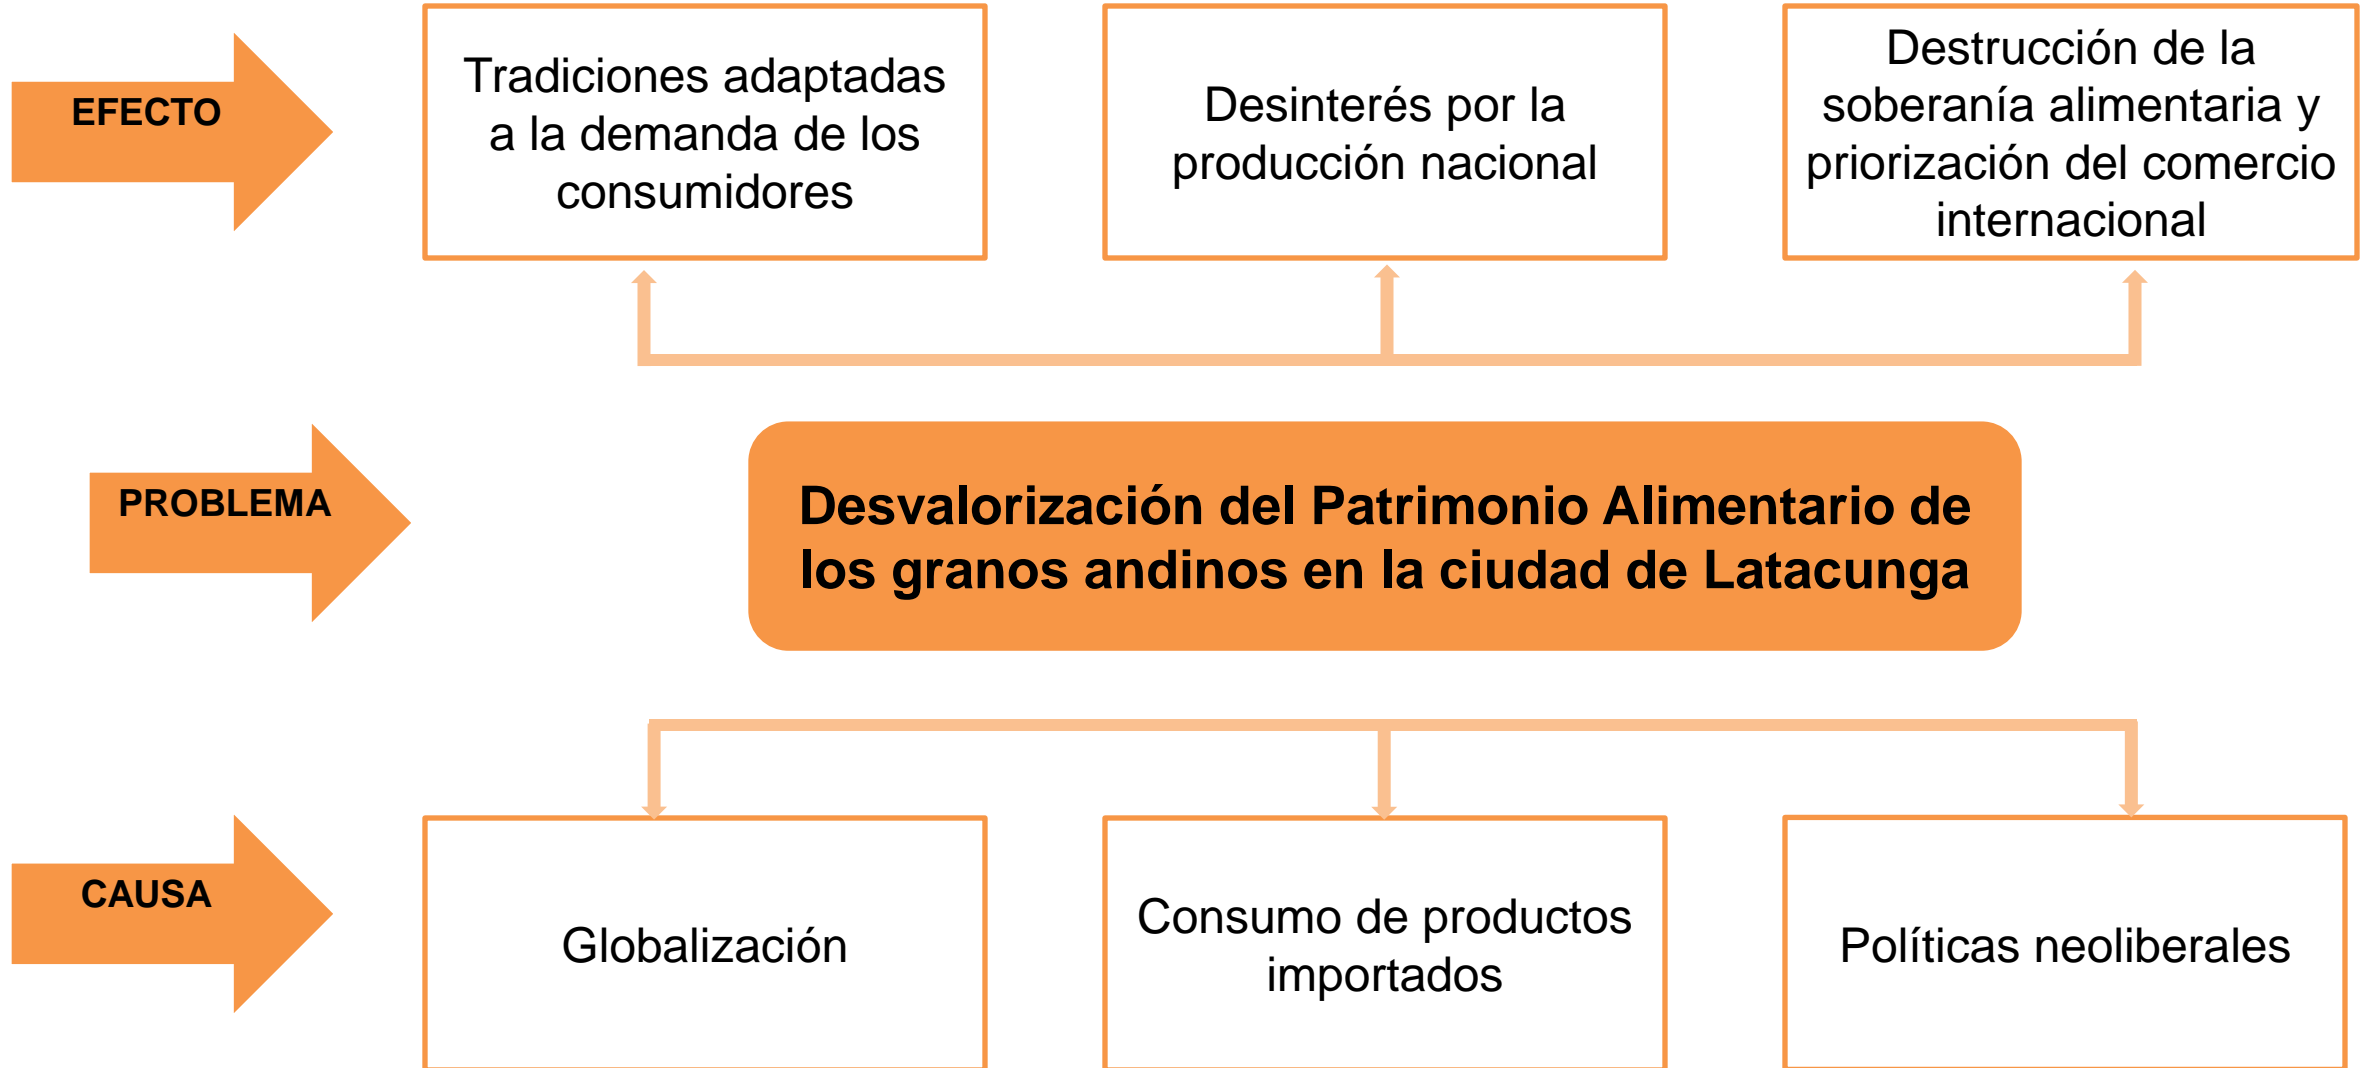 EFECTO
Tradiciones adaptadas
a la demanda de los
consumidores
Desinterés por la
producción nacional
Destrucción de la
soberanía alimentaria y
priorización del comercio
internacional
PROBLEMA
Desvalorización del Patrimonio Alimentario de
los granos andinos en la ciudad de Latacunga
CAUSA
Globalización
Consumo de productos
importados
Políticas neoliberales